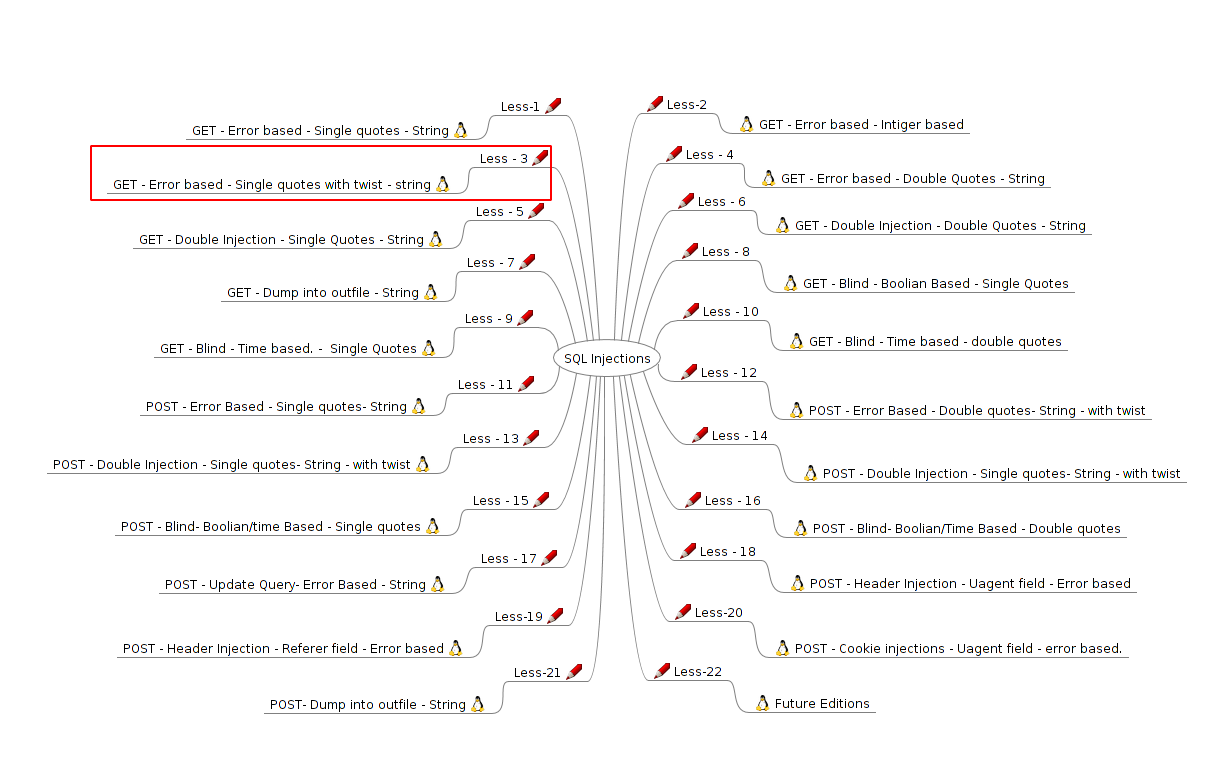 Less-1
GET - Error based - Single quotes - String
Less - 3
GET - Error based - Single quotes with twist - string
Less - 5
GET - Double Injection - Single Quotes - String
Less - 7
GET - Dump into outfile - String
Less - 9
GET - Blind - Time based. -  Single Quotes
Less - 11
POST - Error Based - Single quotes- String
Less - 13
POST - Double Injection - Single quotes- String - with twist
Less - 15
POST - Blind- Boolian/time Based - Single quotes
Less - 17
POST - Update Query- Error Based - String
Less-19
POST - Header Injection - Referer field - Error based
Less-21
POST- Dump into outfile - String
SQL Injections
Less-2
GET - Error based - Intiger based
Less - 4
GET - Error based - Double Quotes - String
Less - 6
GET - Double Injection - Double Quotes - String
Less - 8
GET - Blind - Boolian Based - Single Quotes
Less - 10
GET - Blind - Time based - double quotes
Less - 12
POST - Error Based - Double quotes- String - with twist
Less - 14
POST - Double Injection - Single quotes- String - with twist
Less - 16
POST - Blind- Boolian/Time Based - Double quotes
Less - 18
POST - Header Injection - Uagent field - Error based
Less-20
POST - Cookie injections - Uagent field - error based.
Less-22
Future Editions